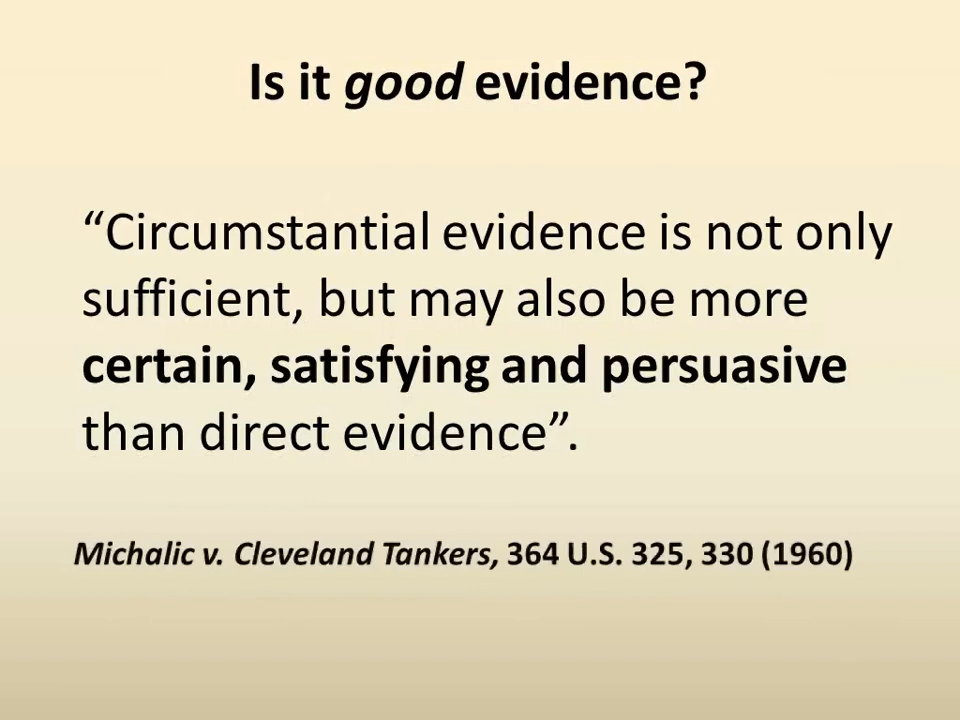 Is it good evidence?
“Circumstantial evidence is not only
sufficient, but may also be more
certain, satisfying and persuasive
than direct evidence”.
Michalic v. Cleveland Tankers, 364 U.S. 325, 330 (1960)